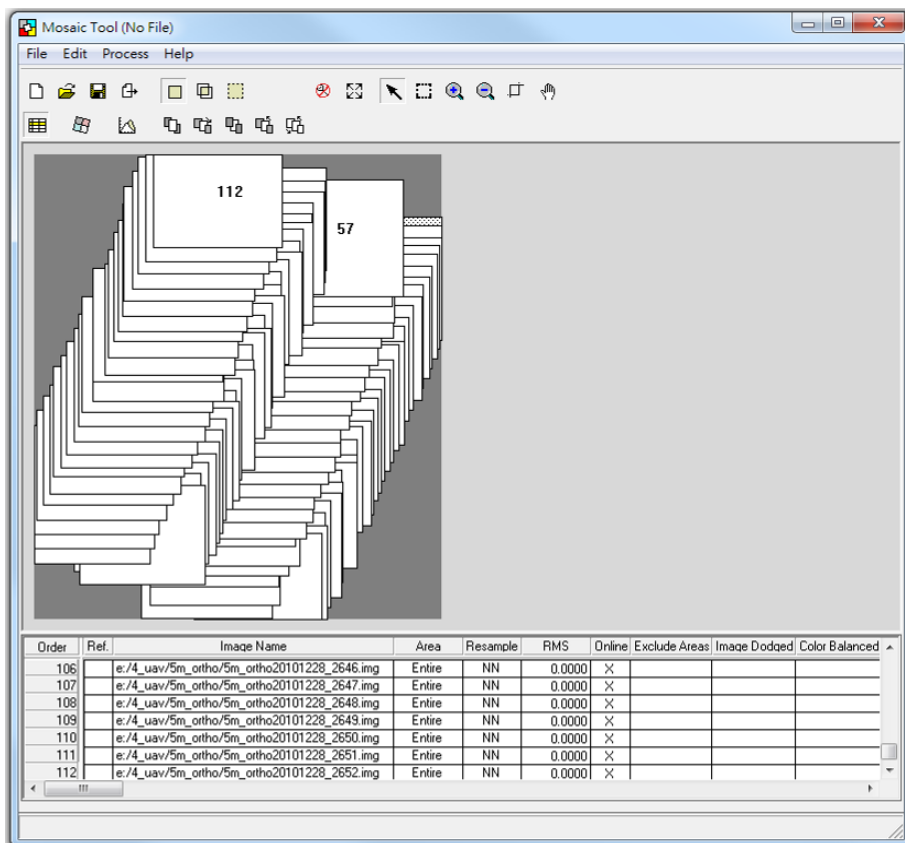 Mosaic Tool (No File)
File Edit Process Help
112
57
Order Ref. Image Name Area Resample RMS Online Exclude Areas Image Dodged Color Balanced
106 e:/4_uav/5m_ortho/5m_ortho20101228_2646.img Entire NN 0.0000 X
107 e:/4_uav/5m_ortho/5m_ortho20101228_2647.img Entire NN 0.0000 X
108 e:/4_uav/5m_ortho/5m_ortho20101228_2648.img Entire NN 0.0000 X
109 e:/4_uav/5m_ortho/5m_ortho20101228_2649.img Entire NN 0.0000 X
110 e:/4_uav/5m_ortho/5m_ortho20101228_2650.img Entire NN 0.0000 X
111 e:/4_uav/5m_ortho/5m_ortho20101228_2651.img Entire NN 0.0000 X
112 e:/4_uav/5m_ortho/5m_ortho20101228_2652.img Entire NN 0.0000 X